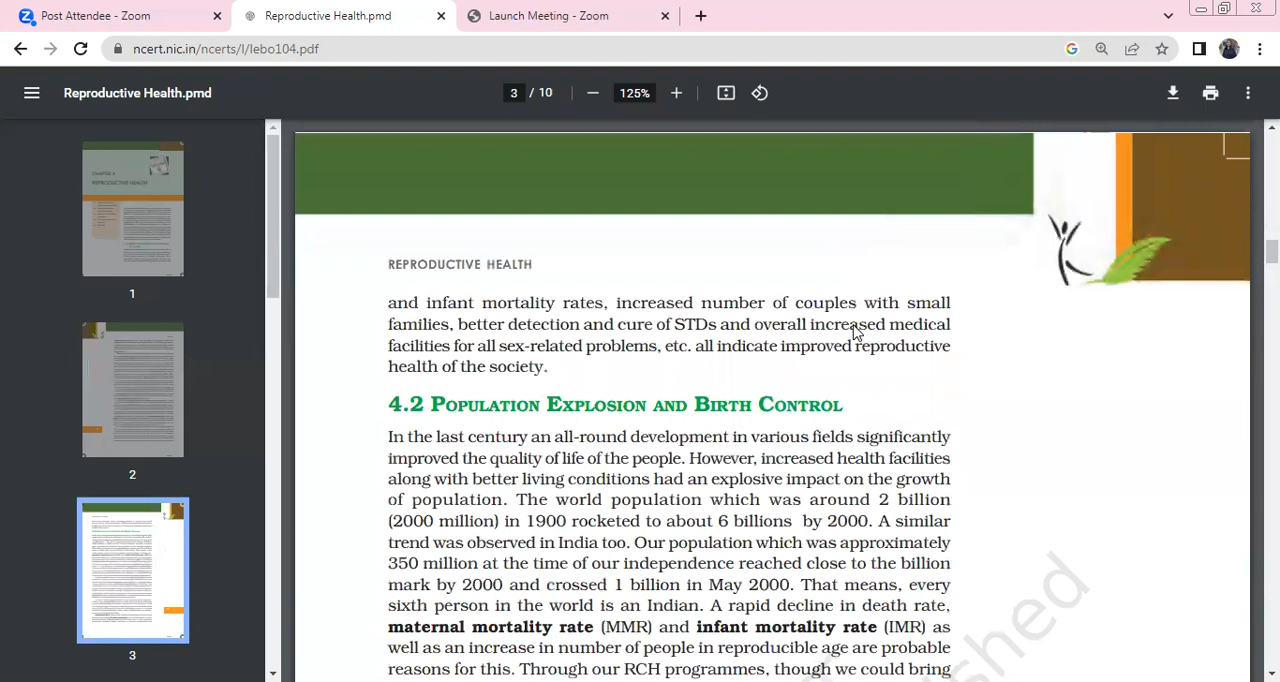 Post Attendee - Zoom
Reproductive Health.pmd
Launch Meeting - Zoom
ncert.nic.in/ncerts/l/lebo104.pdf
Reproductive Health.pmd
3 / 10
125%
1
2
3
REPRODUCTIVE HEALTH
and infant mortality rates, increased number of couples with small
families, better detection and cure of STDs and overall increased medical
facilities for all sex-related problems, etc. all indicate improved reproductive
health of the society.
4.2 POPULATION EXPLOSION AND BIRTH CONTROL
In the last century an all-round development in various fields significantly
improved the quality of life of the people. However, increased health facilities
along with better living conditions had an explosive impact on the growth
of population. The world population which was around 2 billion
(2000 million) in 1900 rocketed to about 6 billions by 2000. A similar
trend was observed in India too. Our population which was approximately
350 million at the time of our independence reached close to the billion
mark by 2000 and crossed 1 billion in May 2000. That means, every
sixth person in the world is an Indian. A rapid decline in death rate,
maternal mortality rate (MMR) and infant mortality rate (IMR) as
well as an increase in number of people in reproducible age are probable
reasons for this. Through our RCH programmes, though we could bring